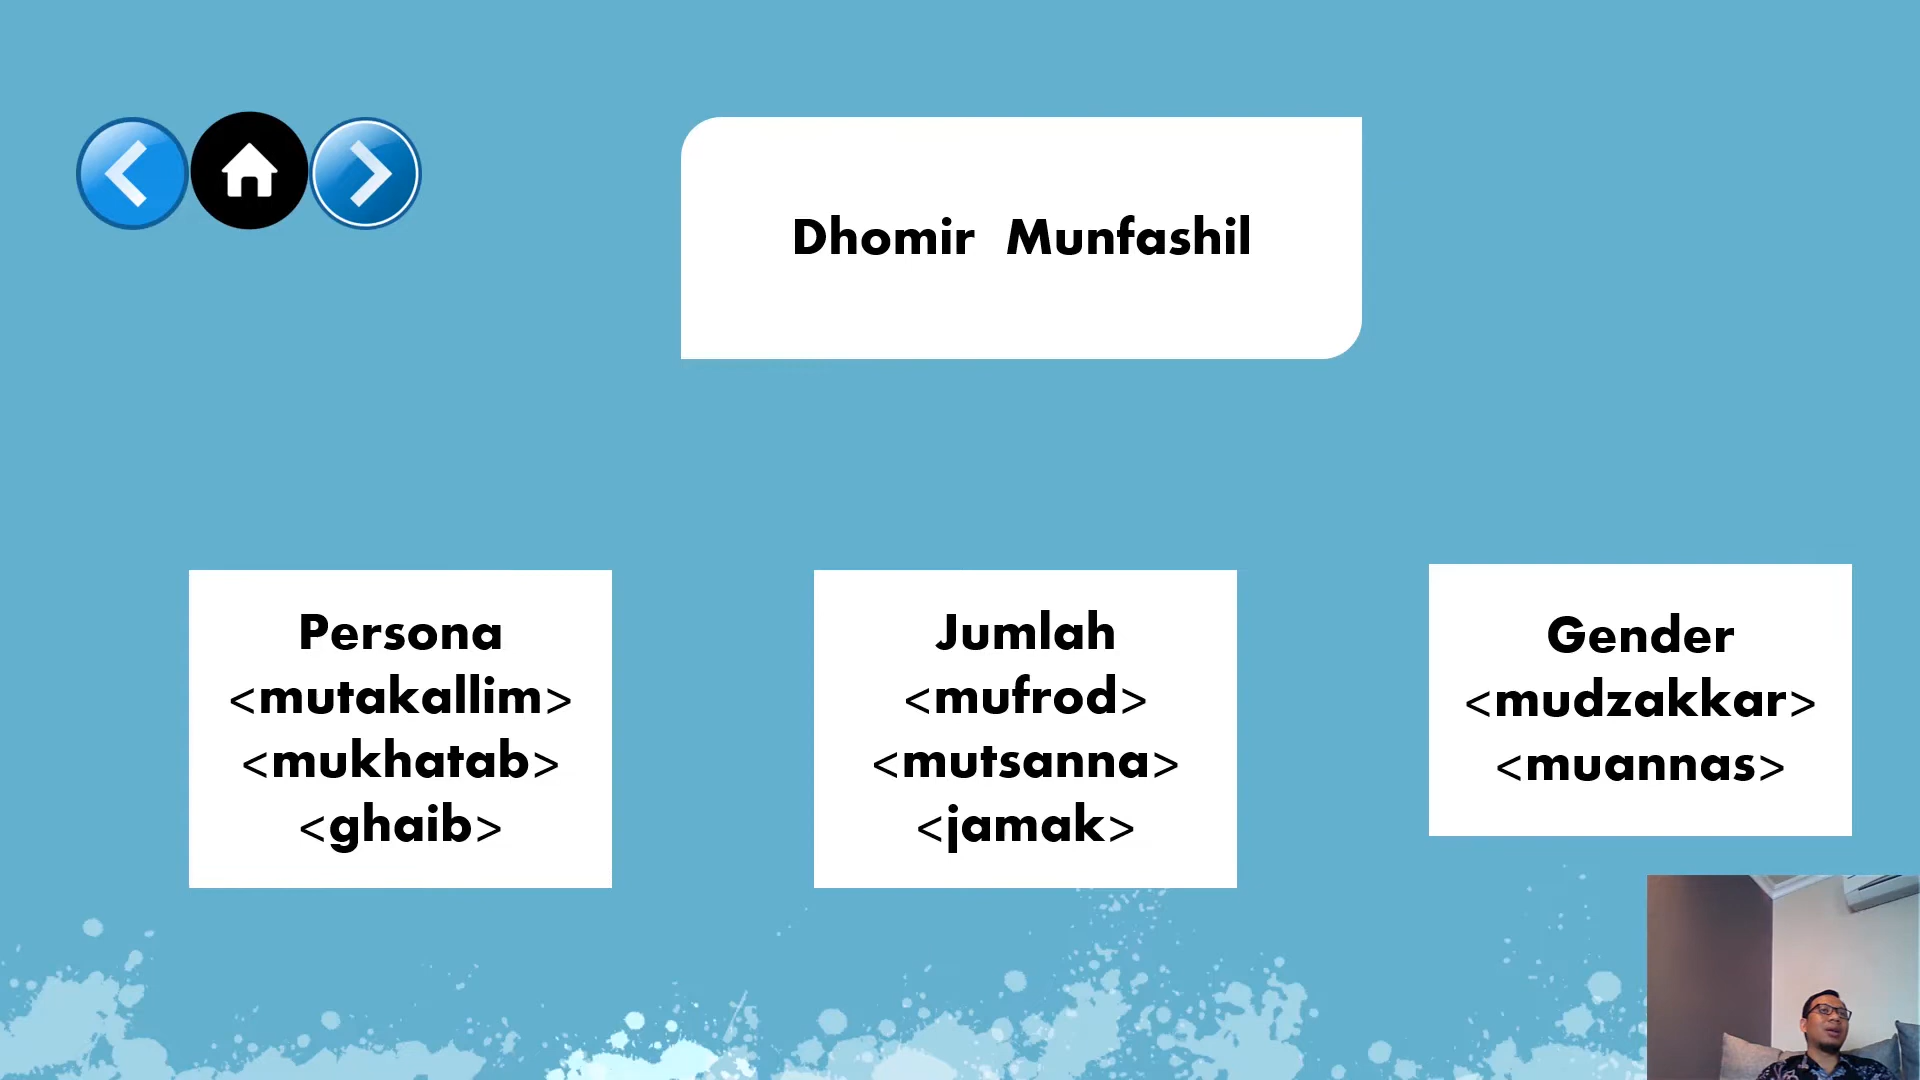 Dhomir Munfashil
Persona
<mutakallim>
<mukhatab>
<ghaib>
Jumlah
<mufrod>
<mutsanna>
<jamak>
Gender
<mudzakkar>
<muannas>